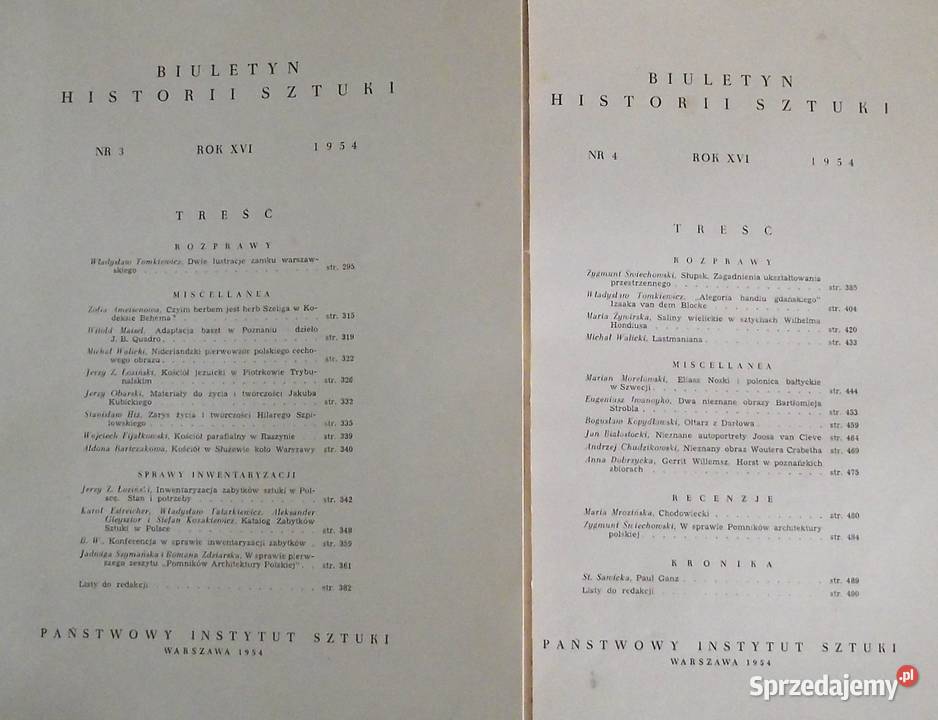 BIULETYN
HISTORII SZTUKI
NR 3 ROK XVI 1954
TREŚĆ
ROZPRAWY
Władysław Tomkiewicz, Dwie lustracje zamku warszaw-
skiego . . . . . . . . . . . . . str. 295
MISCELLANEA
Zofia Ameisenowa, Czyim herbem jest herb Szeliga w Ko-
deksie Behema? . . . . . . . . . . str. 315
Witold Maisel, Adaptacja baszt w Poznaniu dzieło
J. B. Quadro . . . . . . . . . . str. 319
Michał Walicki, Niderlandzki pierwowzór polskiego cecho-
wego obrazu . . . . . . . . . . str. 322
Jerzy Z. Łoziński, Kościół jezuicki w Piotrkowie Trybu-
nalskim . . . . . . . . . . str. 326
Jerzy Obarski, Materiały do życia i twórczości Jakuba
Kubickiego . . . . . . . . . . str. 332
Stanisław Hiż, Zarys życia i twórczości Hilarego Szpi-
lowskiego . . . . . . . . . . str. 335
Wojciech Fijałkowski, Kościół parafialny w Raszynie . . str. 339
Aldona Bartczakowa, Kościół w Służewie koło Warszawy str. 340
SPRAWY INWENTARYZACJI
Jerzy Z. Łoziński, Inwentaryzacja zabytków sztuki w Pol-
sce. Stan i potrzeby . . . . . . . . str. 342
Karol Estreicher, Władysław Tatarkiewicz, Aleksander
Gieysztor i Stefan Kozakiewicz, Katalog Zabytków
Sztuki w Polsce . . . . . . . . . . str. 348
B. W., Konferencja w sprawie inwentaryzacji zabytków . str. 359
Jadwiga Szymańska i Romana Zdziarska, W sprawie pierw-
szego zeszytu „Pomników Architektury Polskiej" . . str. 361
Listy do redakcji . . . . . . . . . . str. 382
PAŃSTWOWY INSTYTUT SZTUKI
WARSZAWA 1954
BIULETYN
HISTORII SZTUKI
NR 4 ROK XVI 1954
TREŚĆ
ROZPRAWY
Zygmunt Świechowski, Słupsk. Zagadnienia ukształtowania
przestrzennego . . . . . . . . . . str. 385
Władysław Tomkiewicz, „Alegoria handlu gdańskiego"
Izaaka van dem Blocke . . . . . . . . str. 404
Maria Żywirska, Saliny wielickie w sztychach Wilhelma
Hondiusa . . . . . . . . . . str. 420
Michał Walicki, Lastmaniana . . . . . . . . str. 433
MISCELLANEA
Marian Morelowski, Eliasz Noski i polonica bałtyckie
w Szwecji . . . . . . . . . . str. 444
Eugeniusz Iwanoyko, Dwa nieznane obrazy Bartłomieja
Strobla . . . . . . . . . . str. 453
Bogusław Kopydłowski, Ołtarz z Darłowa . . . . . str. 459
Jan Białostocki, Nieznane autoportrety Joosa van Cleve str. 464
Andrzej Chudzikowski, Nieznany obraz Woutera Crabetha str. 469
Anna Dobrzycka, Gerrit Willemsz. Horst w poznańskich
zbiorach . . . . . . . . . . str. 475
RECENZJE
Maria Mrozińska, Chodowiecki . . . . . . . . str. 480
Zygmunt Świechowski, W sprawie Pomników architektury
polskiej . . . . . . . . . . str. 484
KRONIKA
St. Sawicka, Paul Ganz . . . . . . . . . . str. 489
Listy do redakcji . . . . . . . . . . str. 490
PAŃSTWOWY INSTYTUT SZTUKI
WARSZAWA 1954
Sprzedajemy.pl